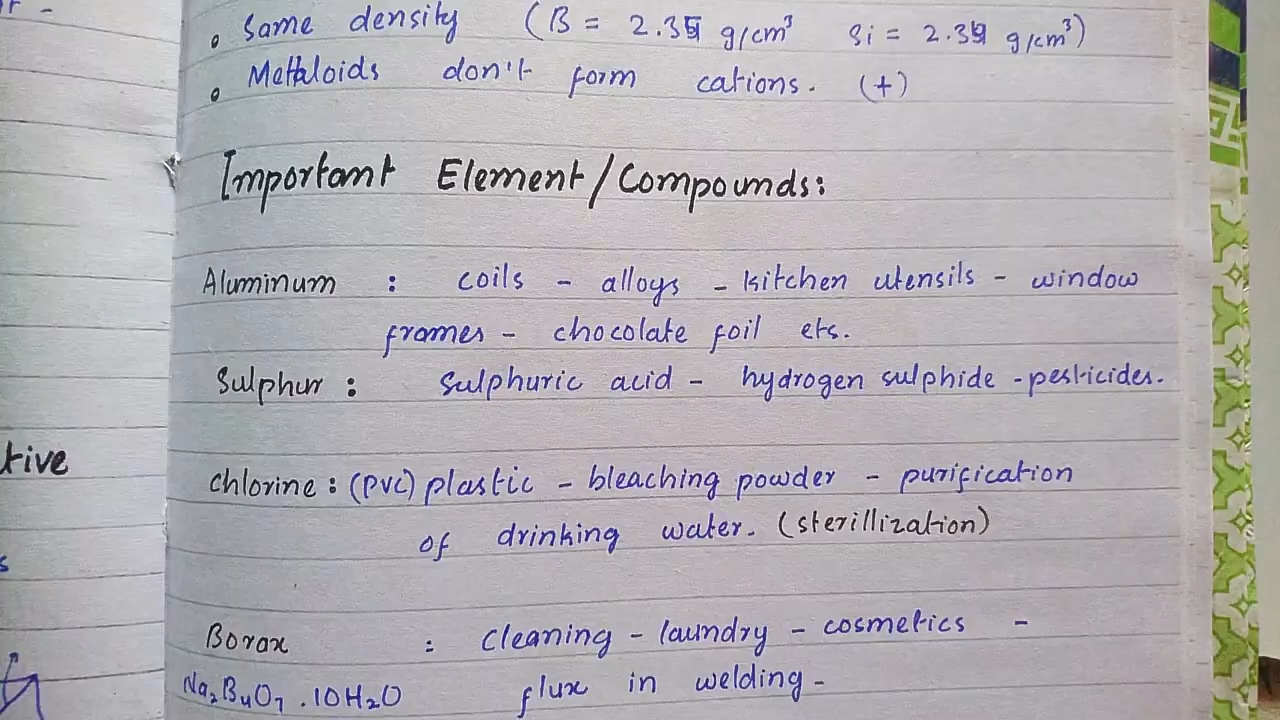 • Same density (B = 2.35 g/cm³ Si = 2.39 g/cm³)
• Mettaloids don't form cations. (+)
Important Element/Compounds:
Aluminum : coils - alloys - kitchen utensils - window
frames - chocolate foil ets.
Sulphur : Sulphuric acid - hydrogen sulphide - pesticides.
tive
Chlorine : (PVC) plastic - bleaching powder - purification
of drinking water. (sterillization)
s
Borax : Cleaning - laundry - cosmetics -
Na₂B₄O₇ . 10H₂O flux in welding -